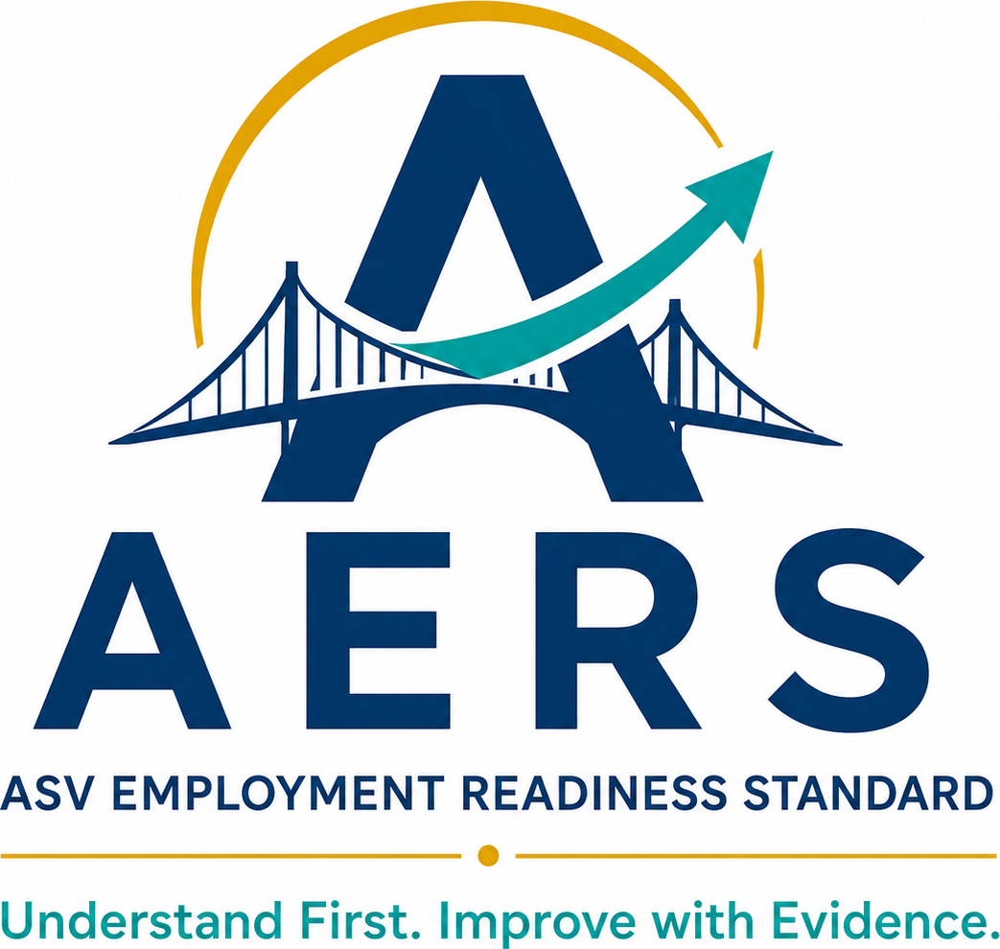 A
AERS
ASV EMPLOYMENT READINESS STANDARD
Understand First. Improve with Evidence.